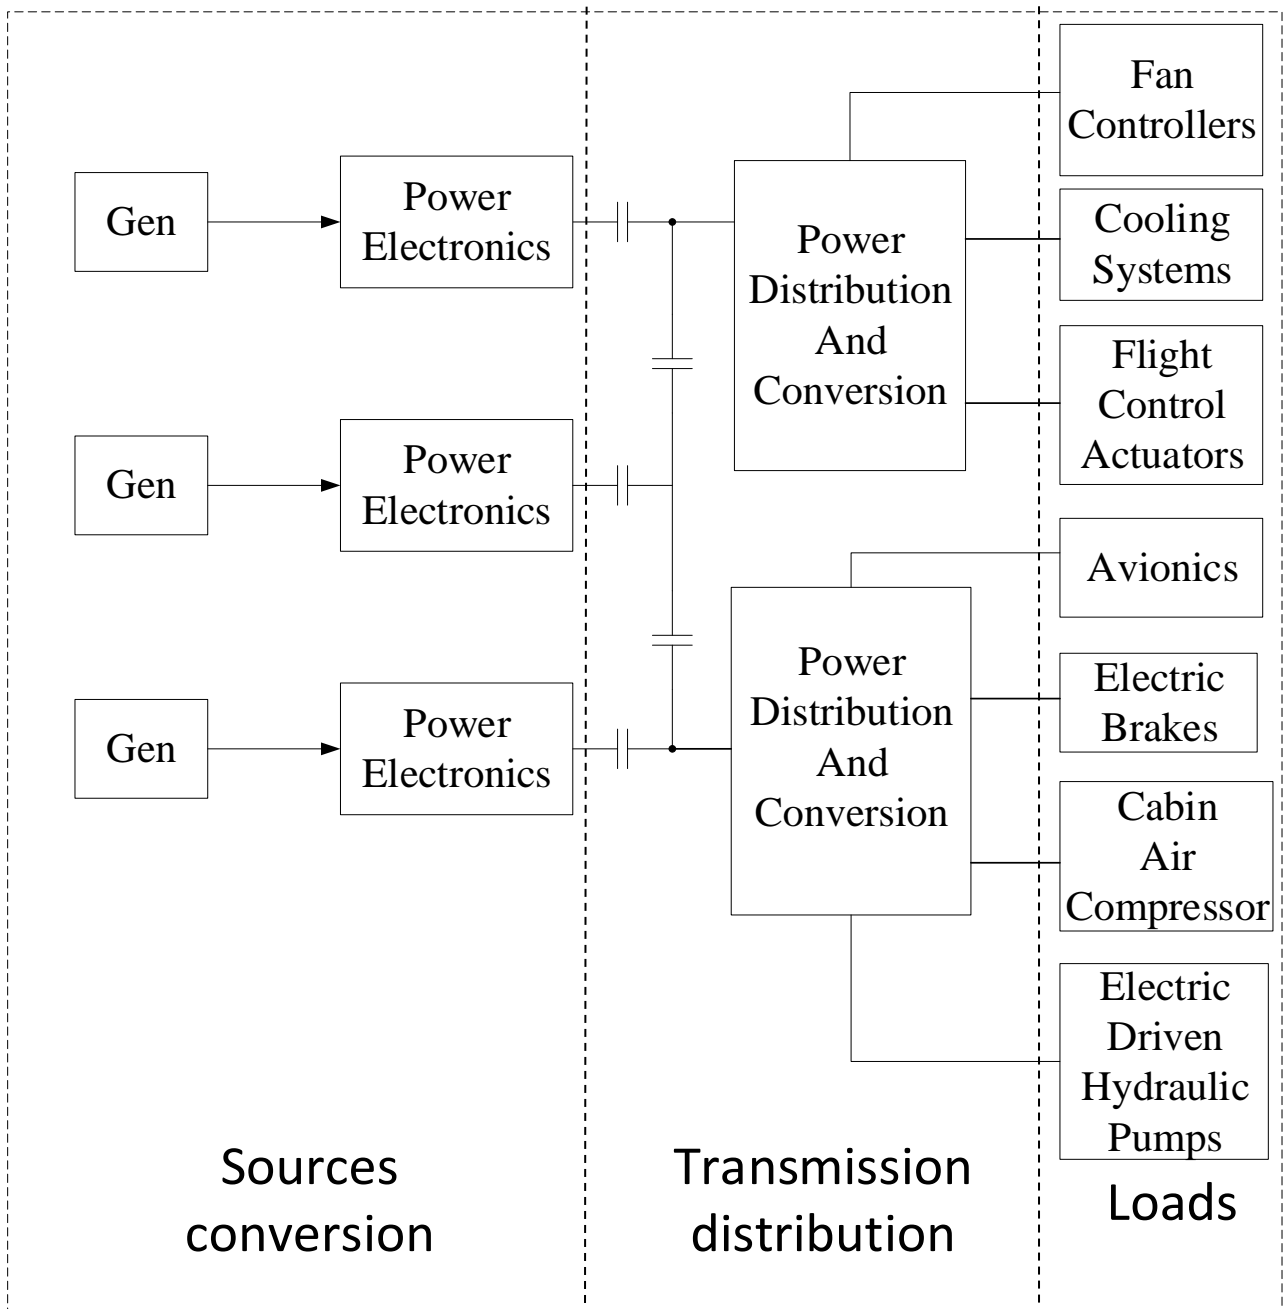 Gen
Power
Electronics
Gen
Power
Electronics
Gen
Power
Electronics
Power
Distribution
And
Conversion
Power
Distribution
And
Conversion
Fan
Controllers
Cooling
Systems
Flight
Control
Actuators
Avionics
Electric
Brakes
Cabin
Air
Compressor
Electric
Driven
Hydraulic
Pumps
Sources
conversion
Transmission
distribution
Loads